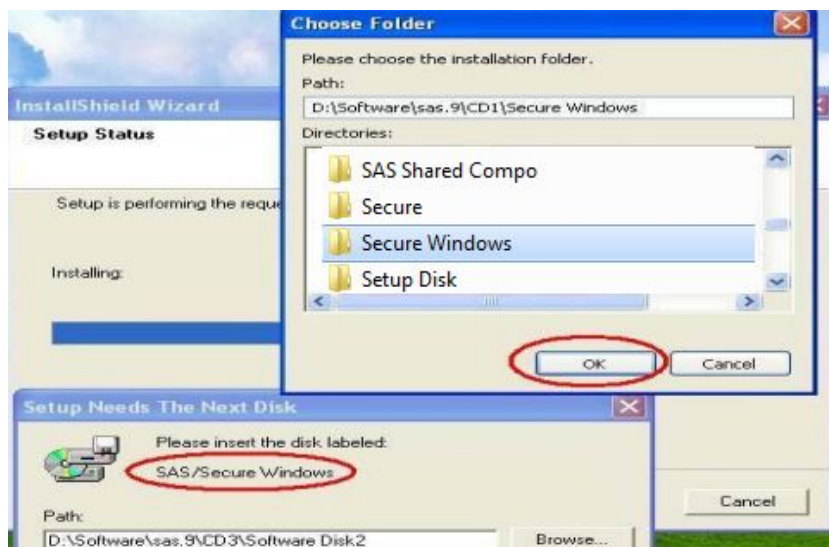 Choose Folder
Please choose the installation folder.
Path:
D:\Software\sas.9\CD1\Secure Windows
Directories:
SAS Shared Compo
Secure
Secure Windows
Setup Disk
OK
Cancel
InstallShield Wizard
Setup Status
Setup is performing the reque
Installing:
Setup Needs The Next Disk
Please insert the disk labeled:
SAS/Secure Windows
Path:
D:\Software\sas.9\CD3\Software Disk2
Browse...
Cancel